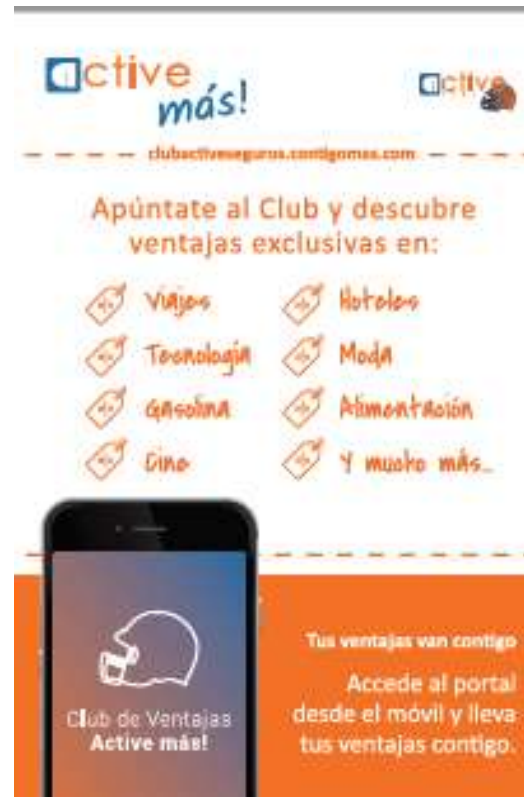 active
más!
active
clubactiveseguros.contigomas.com
Apúntate al Club y descubre
ventajas exclusivas en:
Viajes
Hoteles
Tecnología
Moda
Gasolina
Alimentación
Cine
Y mucho más...
Club de Ventajas
Active más!
Tus ventajas van contigo
Accede al portal
desde el móvil y lleva
tus ventajas contigo.